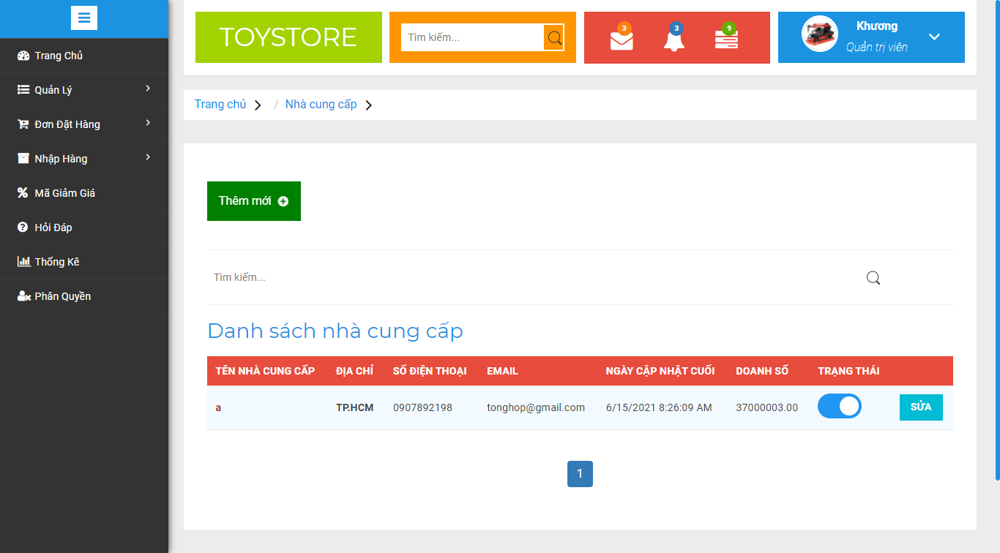 Trang Chủ
Quản Lý
Đơn Đặt Hàng
Nhập Hàng
Mã Giảm Giá
Hỏi Đáp
Thống Kê
Phân Quyền
TOYSTORE
Tìm kiếm...
3
3
9
Khương
Quản trị viên
Trang chủ / Nhà cung cấp
Thêm mới
Tìm kiếm...
Danh sách nhà cung cấp
TÊN NHÀ CUNG CẤP ĐỊA CHỈ SỐ ĐIỆN THOẠI EMAIL NGÀY CẬP NHẬT CUỐI DOANH SỐ TRẠNG THÁI
a TP.HCM 0907892198 tonghop@gmail.com 6/15/2021 8:26:09 AM 37000003.00 SỬA
1